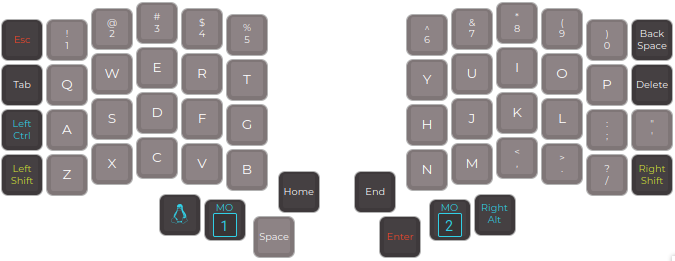 Esc ! 1 @ 2 # 3 $ 4 % 5 ^ 6 & 7 * 8 ( 9 ) 0 Back Space
Tab Q W E R T Y U I O P Delete
Left Ctrl A S D F G H J K L : ; " '
Left Shift Z X C V B Home End N M < , > . ? / Right Shift
MO 1 Space Enter MO 2 Right Alt